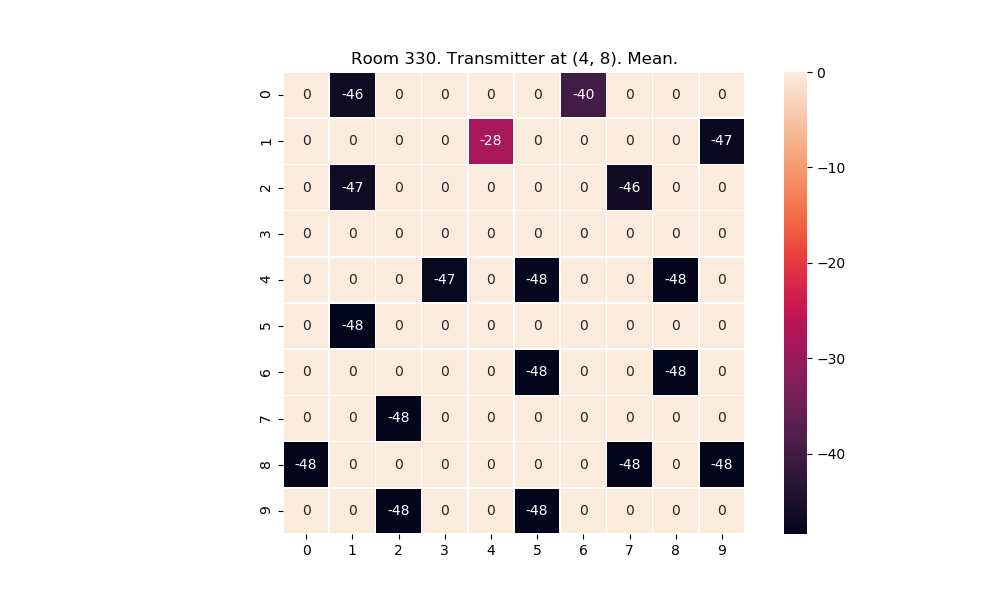 Room 330. Transmitter at (4, 8). Mean.
0 0 -46 0 0 0 0 -40 0 0 0 0
1 0 0 0 0 -28 0 0 0 0 -47
2 0 -47 0 0 0 0 0 -46 0 0 −10
3 0 0 0 0 0 0 0 0 0 0
4 0 0 0 -47 0 -48 0 0 -48 0 −20
5 0 -48 0 0 0 0 0 0 0 0
6 0 0 0 0 0 -48 0 0 -48 0 −30
7 0 0 -48 0 0 0 0 0 0 0
8 -48 0 0 0 0 0 0 -48 0 -48 −40
9 0 0 -48 0 0 -48 0 0 0 0
0 1 2 3 4 5 6 7 8 9